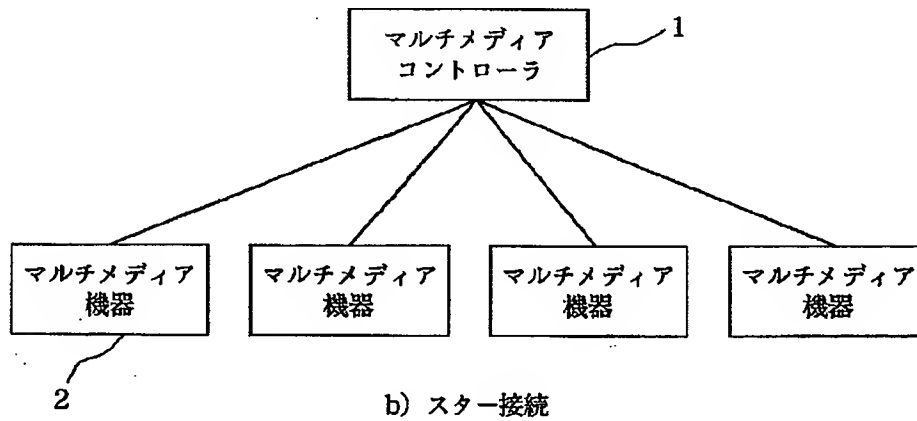 マルチメディア
コントローラ
1
マルチメディア
機器
マルチメディア
機器
マルチメディア
機器
マルチメディア
機器
2
b) スター接続